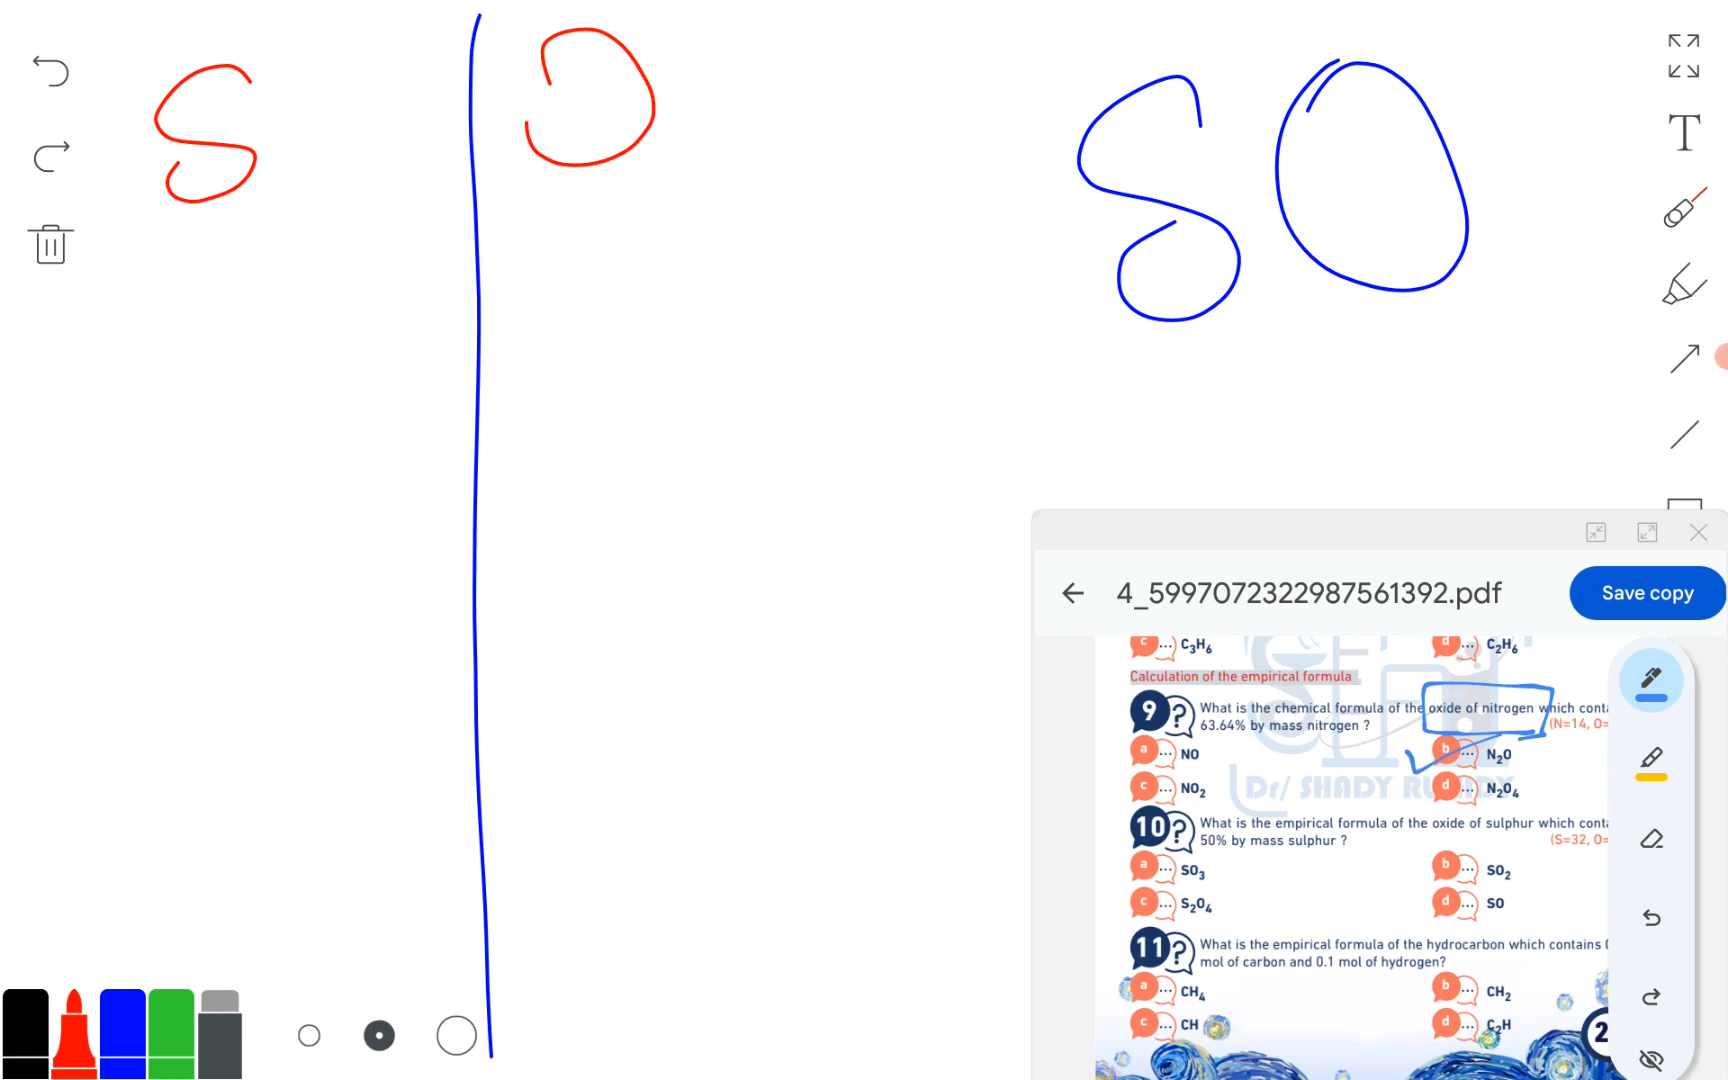 S O SO
T
4_5997072322987561392.pdf
Save copy
c ... C₃H₆ d ... C₂H₆
Calculation of the empirical formula
9 ? What is the chemical formula of the oxide of nitrogen which conta
63.64% by mass nitrogen ? (N=14, O=
a ... NO b ... N₂O
c ... NO₂ d ... N₂O₄
Dr/ SHADY
10 ? What is the empirical formula of the oxide of sulphur which conta
50% by mass sulphur ? (S=32, O=
a ... SO₃ b ... SO₂
c ... S₂O₄ d ... SO
11 ? What is the empirical formula of the hydrocarbon which contains
mol of carbon and 0.1 mol of hydrogen?
a ... CH₄ b ... CH₂
c ... CH d ... C₂H
2